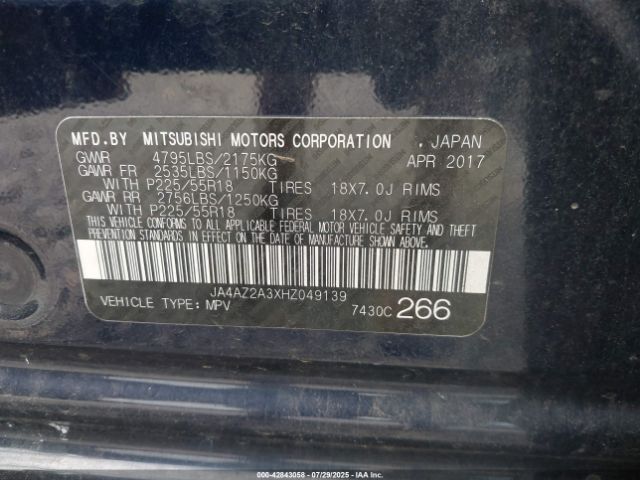 MFD.BY MITSUBISHI MOTORS CORPORATION . JAPAN
GWR 4795LBS/2175KG APR 2017
GAWR FR 2535LBS/1150KG
WITH P225/55R18 TIRES 18X7.0J RIMS
GAWR RR 2756LBS/1250KG
WITH P225/55R18 TIRES 18X7.0J RIMS
THIS VEHICLE CONFORMS TO ALL APPLICABLE FEDERAL MOTOR VEHICLE SAFETY AND THEFT
PREVENTION STANDARDS IN EFFECT ON THE DATE OF MANUFACTURE SHOWN ABOVE.
JA4AZ2A3XHZ049139
VEHICLE TYPE: MPV 7430C 266
000-42843058 - 07/29/2025 - IAA Inc.